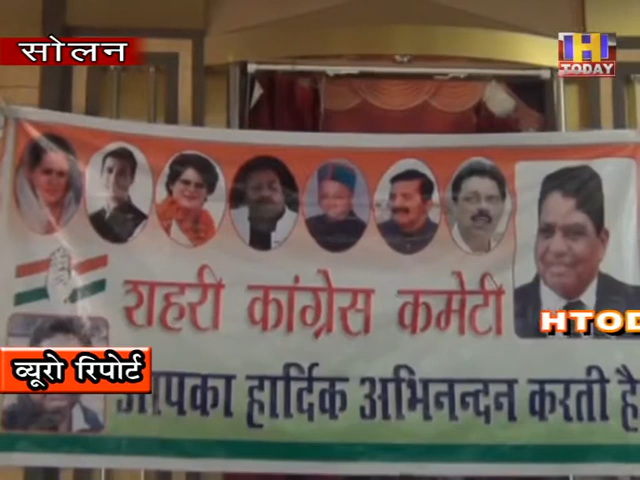 सोलन
H
TODAY
शहरी कांग्रेस कमेटी
HTOD
व्यूरो रिपोर्ट
आपका हार्दिक अभिनन्दन करती है